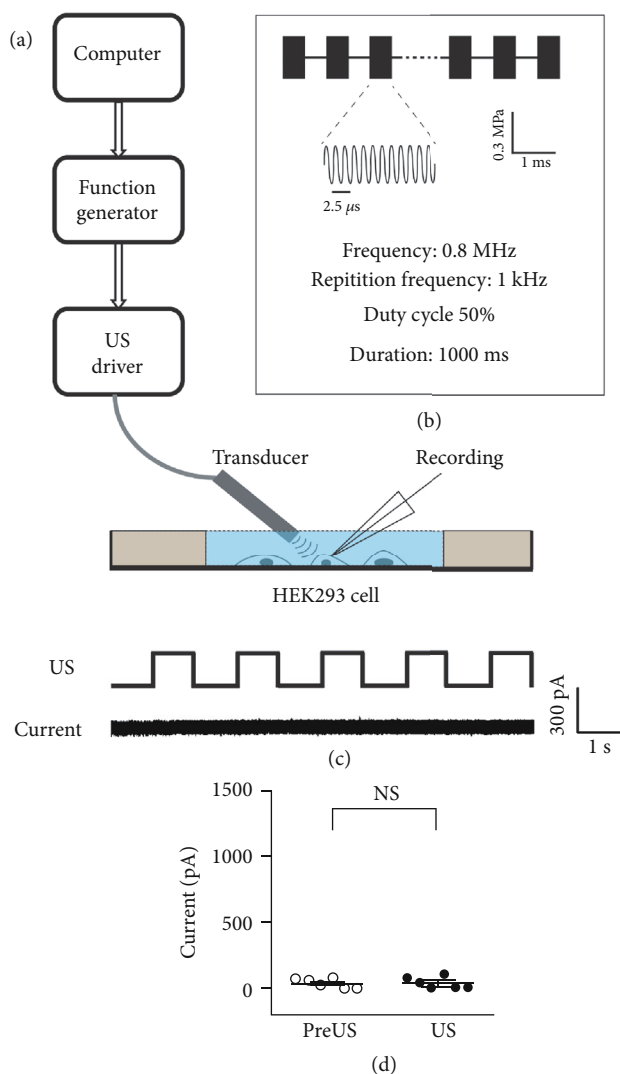 (a)
Computer
Function
generator
US
driver
0.3 MPa
1 ms
2.5 μs
Frequency: 0.8 MHz
Repitition frequency: 1 kHz
Duty cycle 50%
Duration: 1000 ms
(b)
Transducer
Recording
HEK293 cell
US
Current
300 pA
1 s
(c)
1500
1000
500
0
Current (pA)
NS
PreUS
US
(d)